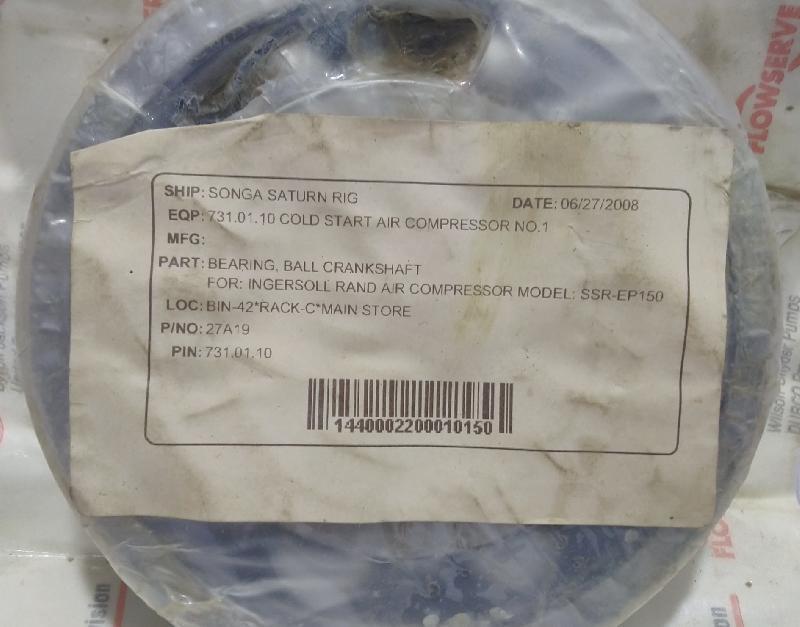 SHIP: SONGA SATURN RIG DATE: 06/27/2008
EQP: 731.01.10 COLD START AIR COMPRESSOR NO.1
MFG:
PART: BEARING, BALL CRANKSHAFT
FOR: INGERSOLL RAND AIR COMPRESSOR MODEL: SSR-EP150
LOC: BIN-42*RACK-C*MAIN STORE
P/NO: 27A19
PIN: 731.01.10
1440002200010150
FLOWSERVE
Pumps